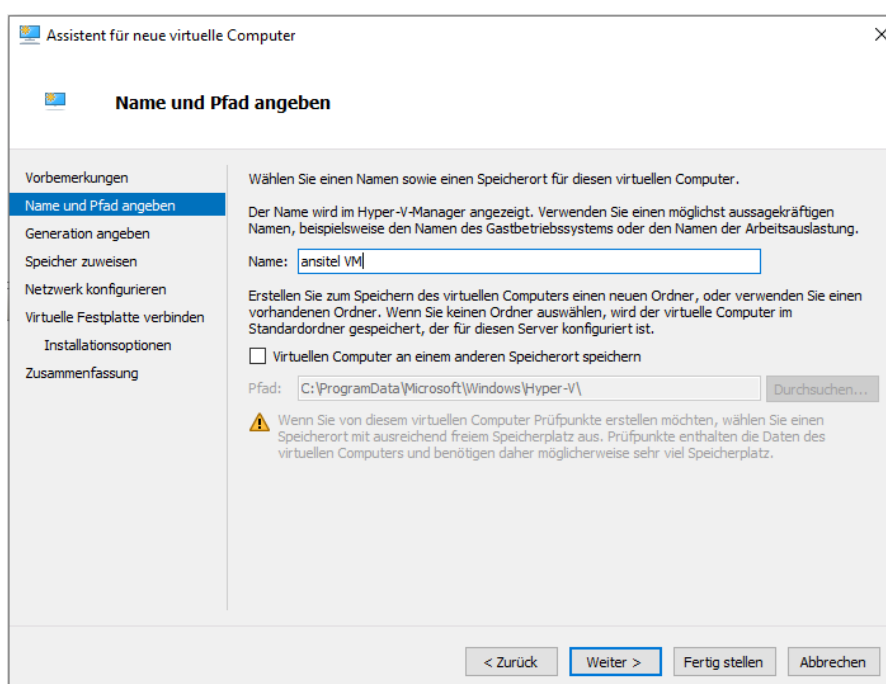 Assistent für neue virtuelle Computer
Name und Pfad angeben
Vorbemerkungen
Name und Pfad angeben
Generation angeben
Speicher zuweisen
Netzwerk konfigurieren
Virtuelle Festplatte verbinden
Installationsoptionen
Zusammenfassung
Wählen Sie einen Namen sowie einen Speicherort für diesen virtuellen Computer.
Der Name wird im Hyper-V-Manager angezeigt. Verwenden Sie einen möglichst aussagekräftigen
Namen, beispielsweise den Namen des Gastbetriebssystems oder den Namen der Arbeitsauslastung.
Name: ansitel VM
Erstellen Sie zum Speichern des virtuellen Computers einen neuen Ordner, oder verwenden Sie einen
vorhandenen Ordner. Wenn Sie keinen Ordner auswählen, wird der virtuelle Computer im
Standardordner gespeichert, der für diesen Server konfiguriert ist.
Virtuellen Computer an einem anderen Speicherort speichern
Pfad: C:\ProgramData\Microsoft\Windows\Hyper-V\ Durchsuchen...
Wenn Sie von diesem virtuellen Computer Prüfpunkte erstellen möchten, wählen Sie einen
Speicherort mit ausreichend freiem Speicherplatz aus. Prüfpunkte enthalten die Daten des
virtuellen Computers und benötigen daher möglicherweise sehr viel Speicherplatz.
< Zurück Weiter > Fertig stellen Abbrechen